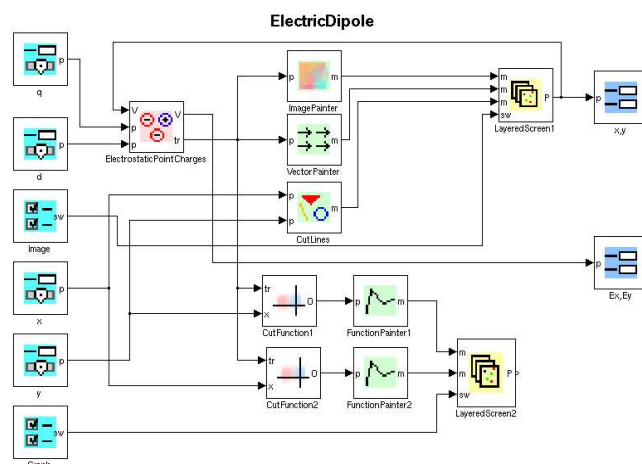 ElectricDipole
p
q
p
d
sw
Image
p
x
p
y
sw
V
p
p
V
tr
ElectrostaticPointCharges
p
m
ImagePainter
p
m
VectorPainter
p
p
m
CutLines
m
m
m
sw
P
LayeredScreen1
p
x,y
p
Ex,Ey
tr
x
O
CutFunction1
p
m
FunctionPainter1
tr
x
O
CutFunction2
p
m
FunctionPainter2
m
m
sw
P
LayeredScreen2